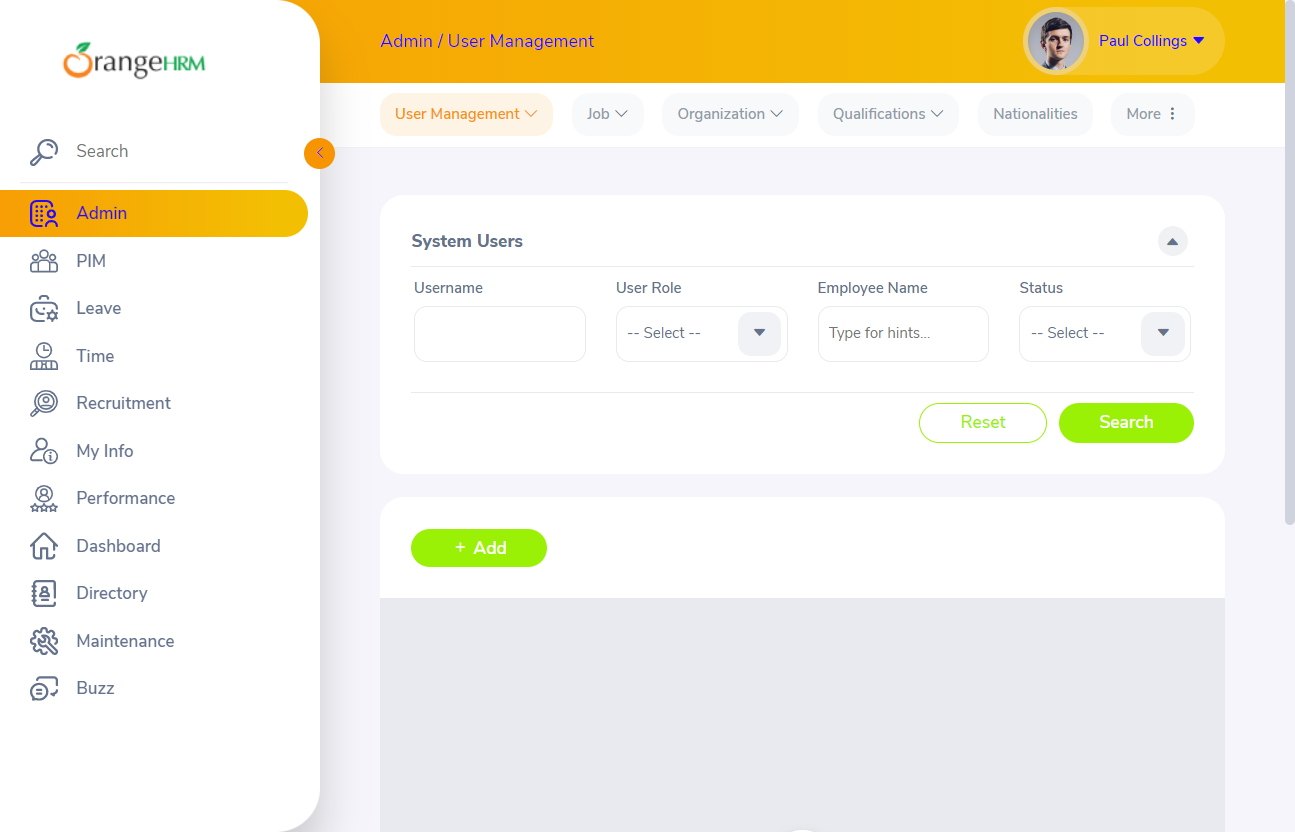 OrangeHRM
Admin / User Management
Paul Collings
User Management
Job
Organization
Qualifications
Nationalities
More
Search
Admin
PIM
Leave
Time
Recruitment
My Info
Performance
Dashboard
Directory
Maintenance
Buzz
System Users
Username
User Role
Employee Name
Status
-- Select --
Type for hints...
-- Select --
Reset
Search
+ Add